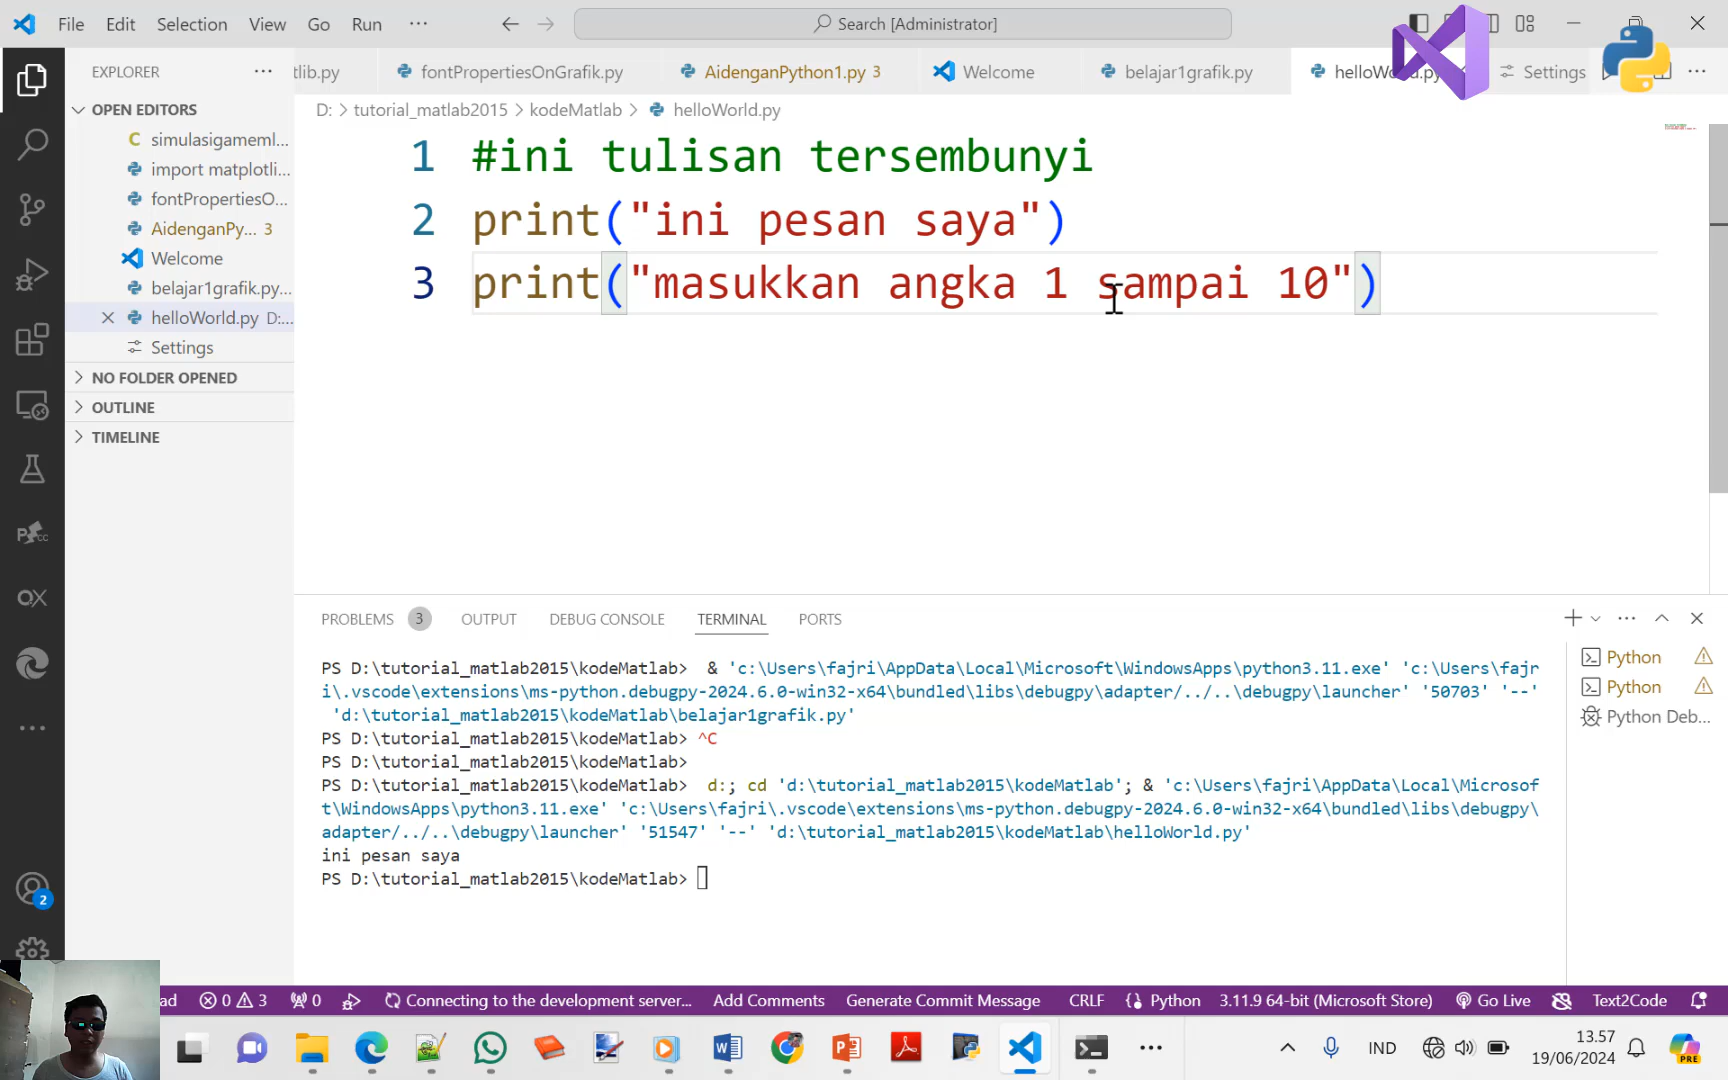 File Edit Selection View Go Run ··· Search [Administrator]
EXPLORER ···
tlib.py fontPropertiesOnGrafik.py AidenganPython1.py 3 Welcome belajar1grafik.py Settings ···
OPEN EDITORS
simulasigameml...
import matplotli...
fontPropertiesO...
AidenganPy... 3
Welcome
belajar1grafik.py...
helloWorld.py D:...
Settings
NO FOLDER OPENED
OUTLINE
TIMELINE
D: > tutorial_matlab2015 > kodeMatlab > helloWorld.py
1 #ini tulisan tersembunyi
2 print("ini pesan saya")
3 print("masukkan angka 1 sampai 10")
PROBLEMS 3 OUTPUT DEBUG CONSOLE TERMINAL PORTS
PS D:\tutorial_matlab2015\kodeMatlab> & 'c:\Users\fajri\AppData\Local\Microsoft\WindowsApps\python3.11.exe' 'c:\Users\fajr
i\.vscode\extensions\ms-python.debugpy-2024.6.0-win32-x64\bundled\libs\debugpy\adapter/../..\debugpy\launcher' '50703' '--'
'd:\tutorial_matlab2015\kodeMatlab\belajar1grafik.py'
PS D:\tutorial_matlab2015\kodeMatlab> ^C
PS D:\tutorial_matlab2015\kodeMatlab>
PS D:\tutorial_matlab2015\kodeMatlab> d:; cd 'd:\tutorial_matlab2015\kodeMatlab'; & 'c:\Users\fajri\AppData\Local\Microsof
t\WindowsApps\python3.11.exe' 'c:\Users\fajri\.vscode\extensions\ms-python.debugpy-2024.6.0-win32-x64\bundled\libs\debugpy\
adapter/../..\debugpy\launcher' '51547' '--' 'd:\tutorial_matlab2015\kodeMatlab\helloWorld.py'
ini pesan saya
PS D:\tutorial_matlab2015\kodeMatlab>
Python
Python
Python Deb...
2
ad 0 3 0 Connecting to the development server... Add Comments Generate Commit Message CRLF Python 3.11.9 64-bit (Microsoft Store) Go Live Text2Code
IND
13.57
19/06/2024
PRE